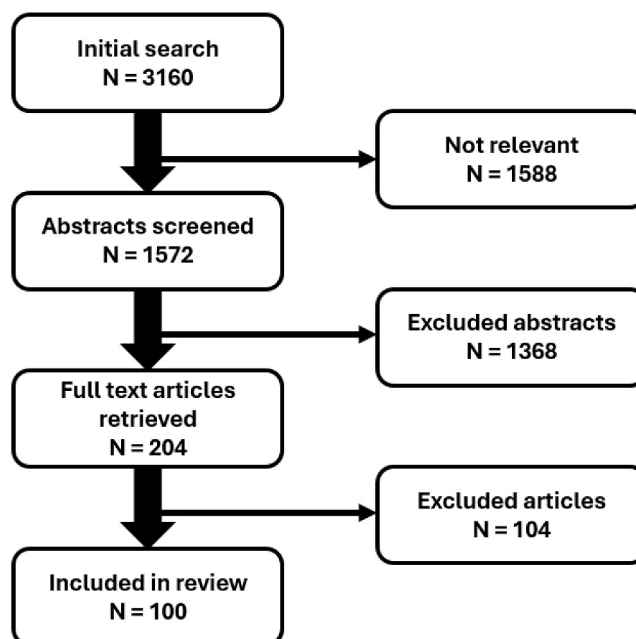 Initial search
N = 3160
Not relevant
N = 1588
Abstracts screened
N = 1572
Excluded abstracts
N = 1368
Full text articles
retrieved
N = 204
Excluded articles
N = 104
Included in review
N = 100